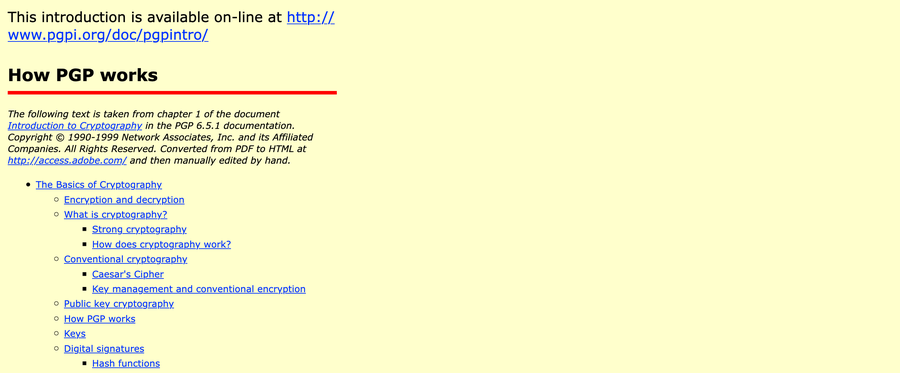 This introduction is available on-line at http://
www.pgpi.org/doc/pgpintro/
How PGP works
The following text is taken from chapter 1 of the document
Introduction to Cryptography in the PGP 6.5.1 documentation.
Copyright © 1990-1999 Network Associates, Inc. and its Affiliated
Companies. All Rights Reserved. Converted from PDF to HTML at
http://access.adobe.com/ and then manually edited by hand.
The Basics of Cryptography
Encryption and decryption
What is cryptography?
Strong cryptography
How does cryptography work?
Conventional cryptography
Caesar's Cipher
Key management and conventional encryption
Public key cryptography
How PGP works
Keys
Digital signatures
Hash functions